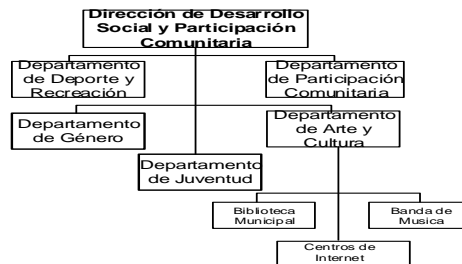 Dirección de Desarrollo
Social y Participación
Comunitaria
Departamento
de Deporte y
Recreación
Departamento
de Participación
Comunitaria
Departamento
de Género
Departamento
de Arte y
Cultura
Departamento
de Juventud
Biblioteca
Municipal
Banda de
Musica
Centros de
Internet